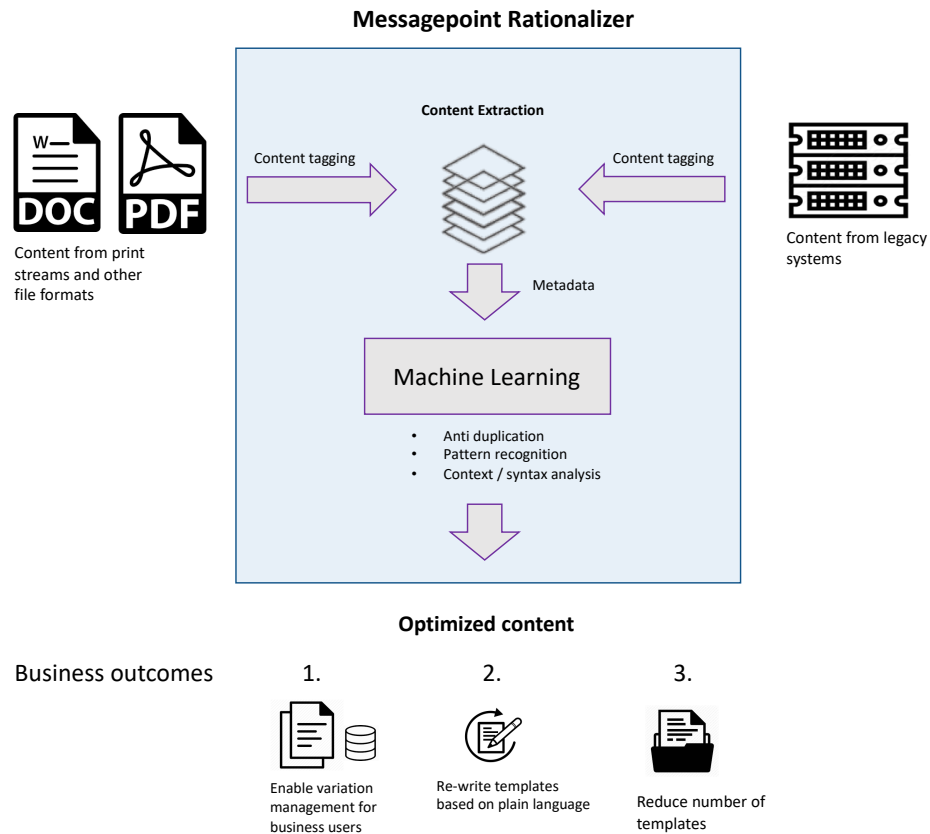 Messagepoint Rationalizer
Content Extraction
W
DOC
PDF
Content tagging
Content tagging
Content from print
streams and other
file formats
Content from legacy
systems
Metadata
Machine Learning
• Anti duplication
• Pattern recognition
• Context / syntax analysis
Optimized content
Business outcomes
1.
2.
3.
Enable variation
management for
business users
Re-write templates
based on plain language
Reduce number of
templates